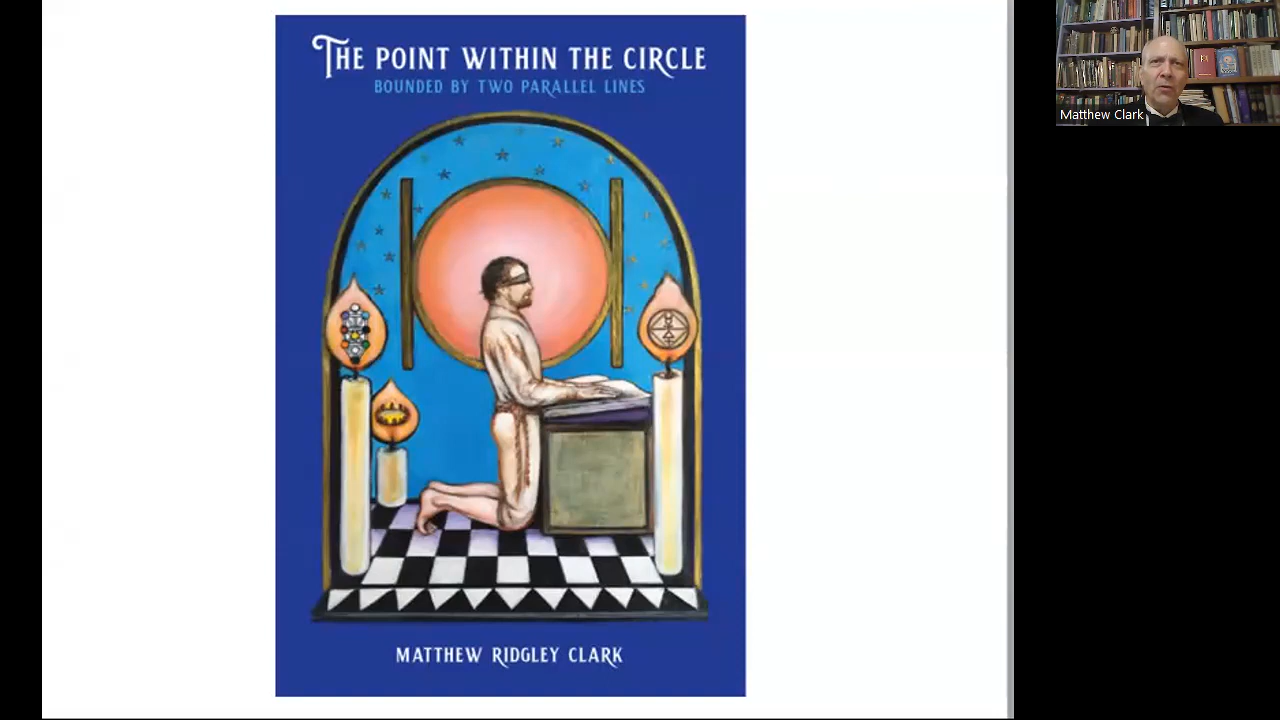 THE POINT WITHIN THE CIRCLE
BOUNDED BY TWO PARALLEL LINES
MATTHEW RIDGLEY CLARK
Matthew Clark